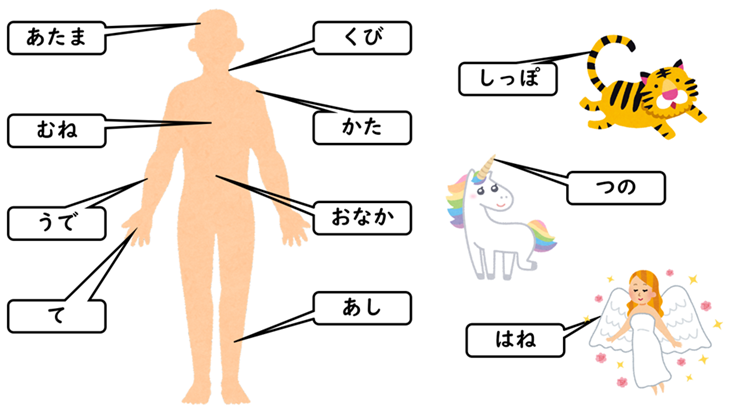 あたま
くび
むね
かた
うで
おなか
て
あし
しっぽ
つの
はね